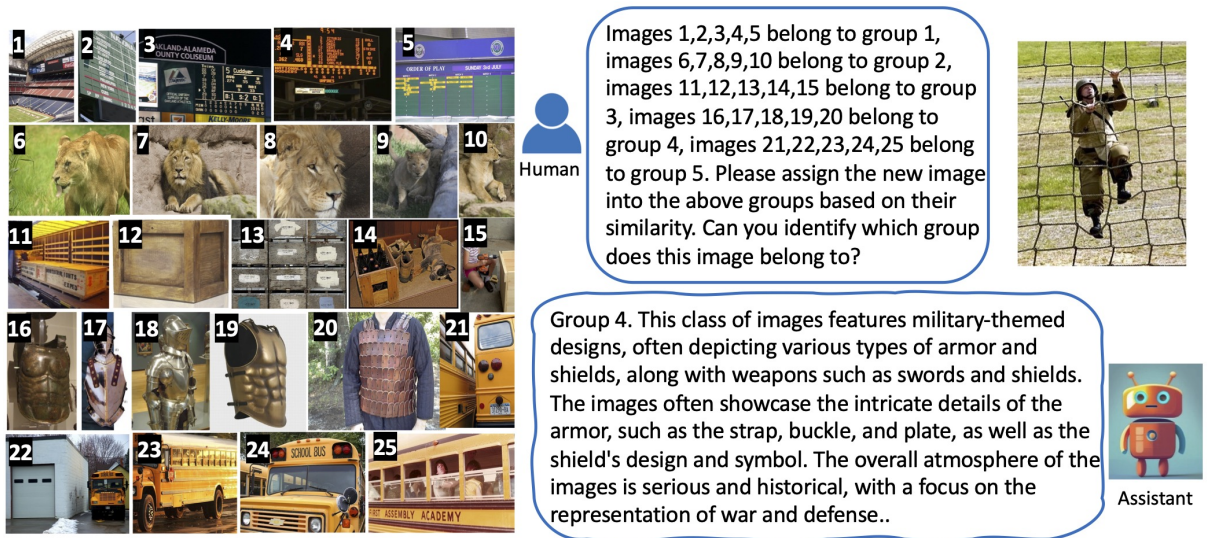 1
2
3
4
5
OAKLAND-ALAMEDA
COUNTY COLISEUM
Cuddyer
KELLY-MOORE
ORDER OF PLAY
SUNDAY 3RD JULY
6
7
8
9
10
11
12
13
14
15
16
17
18
19
20
21
22
23
24
SCHOOL BUS
25
FIRST ASSEMBLY ACADEMY
Human
Images 1,2,3,4,5 belong to group 1,
images 6,7,8,9,10 belong to group 2,
images 11,12,13,14,15 belong to group
3, images 16,17,18,19,20 belong to
group 4, images 21,22,23,24,25 belong
to group 5. Please assign the new image
into the above groups based on their
similarity. Can you identify which group
does this image belong to?
Group 4. This class of images features military-themed
designs, often depicting various types of armor and
shields, along with weapons such as swords and shields.
The images often showcase the intricate details of the
armor, such as the strap, buckle, and plate, as well as the
shield's design and symbol. The overall atmosphere of the
images is serious and historical, with a focus on the
representation of war and defense..
Assistant